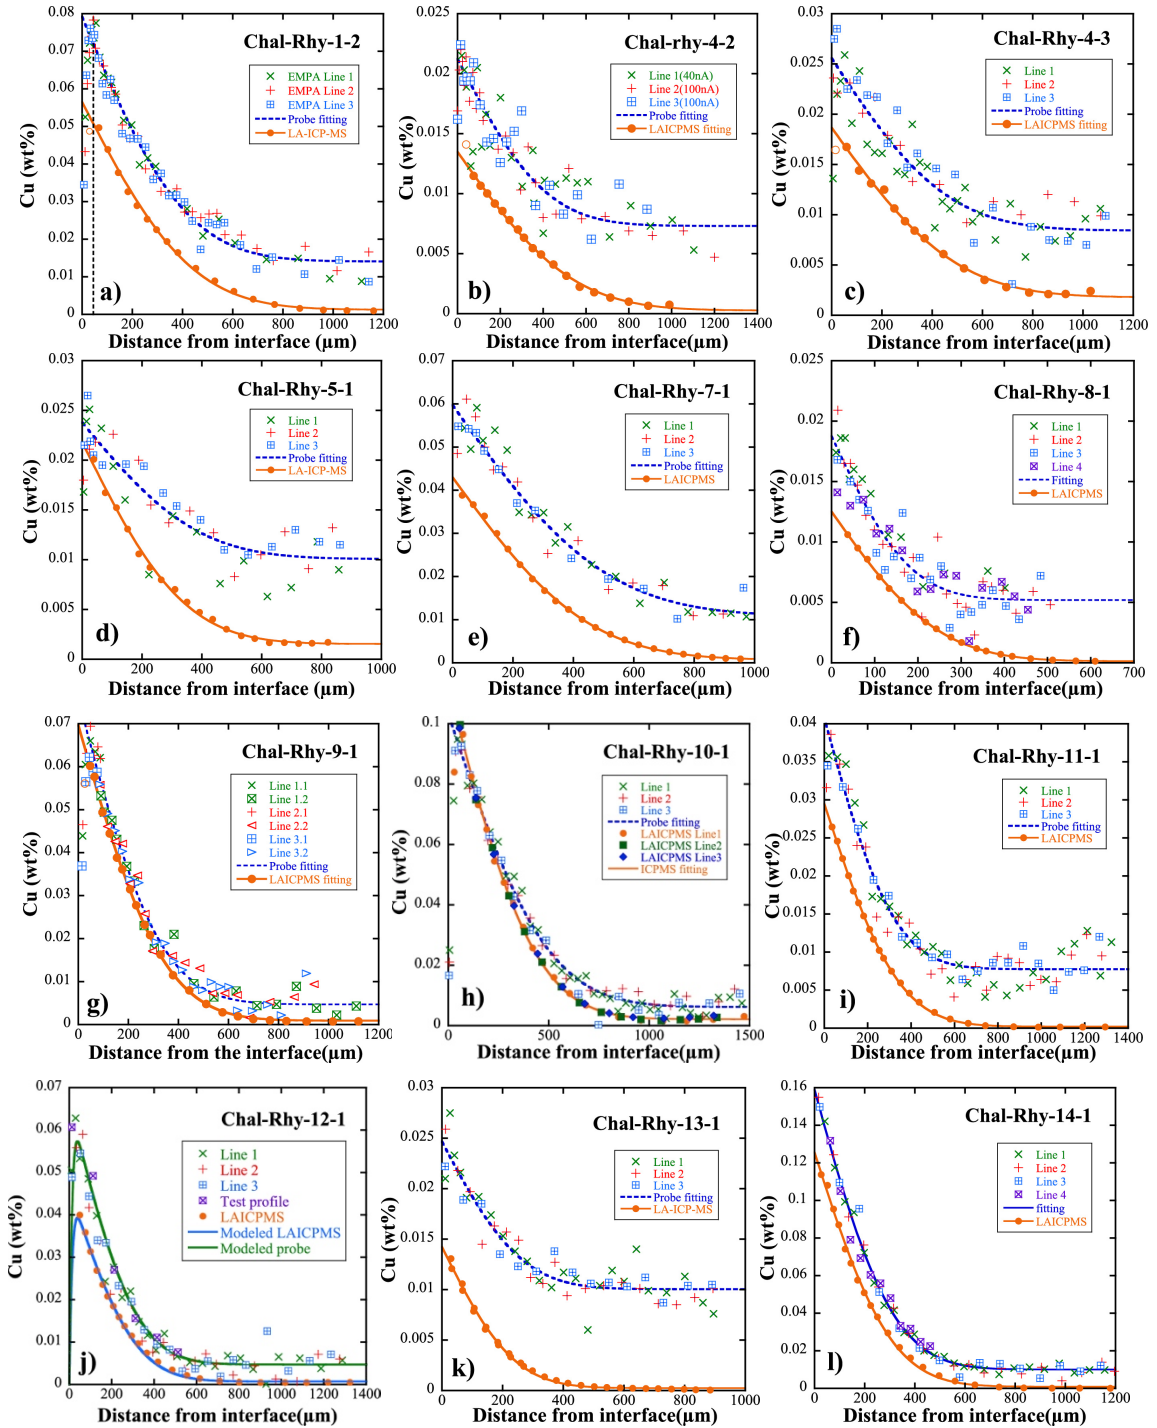 Chal-Rhy-1-2
EMPA Line 1
EMPA Line 2
EMPA Line 3
Probe fitting
LA-ICP-MS
Cu (wt%)
0.08
0.07
0.06
0.05
0.04
0.03
0.02
0.01
0
a)
0 200 400 600 800 1000 1200
Distance from interface (µm)
Chal-rhy-4-2
Line 1(40nA)
Line 2(100nA)
Line 3(100nA)
Probe fitting
LAICPMS fitting
Cu (wt%)
0.025
0.02
0.015
0.01
0.005
0
b)
0 200 400 600 800 1000 1200 1400
Distance from interface(µm)
Chal-Rhy-4-3
Line 1
Line 2
Line 3
Probe fitting
LAICPMS fitting
Cu (wt%)
0.03
0.025
0.02
0.015
0.01
0.005
0
c)
0 200 400 600 800 1000 1200
Distance from interface(µm)
Chal-Rhy-5-1
Line 1
Line 2
Line 3
Probe fitting
LA-ICP-MS
Cu (wt%)
0.03
0.025
0.02
0.015
0.01
0.005
0
d)
0 200 400 600 800 1000
Distance from interface (µm)
Chal-Rhy-7-1
Line 1
Line 2
Line 3
Probe fitting
LAICPMS
Cu (wt%)
0.07
0.06
0.05
0.04
0.03
0.02
0.01
0
e)
0 200 400 600 800 1000
Distance from interface(µm)
Chal-Rhy-8-1
Line 1
Line 2
Line 3
Line 4
Fitting
LAICPMS
Cu (wt%)
0.025
0.02
0.015
0.01
0.005
0
f)
0 100 200 300 400 500 600 700
Distance from interface(µm)
Chal-Rhy-9-1
Line 1.1
Line 1.2
Line 2.1
Line 2.2
Line 3.1
Line 3.2
Probe fitting
LAICPMS fitting
Cu (wt%)
0.07
0.06
0.05
0.04
0.03
0.02
0.01
0
g)
0 200 400 600 800 1000 1200
Distance from the interface(µm)
Chal-Rhy-10-1
Line 1
Line 2
Line 3
Probe fitting
LAICPMS Line1
LAICPMS Line2
LAICPMS Line3
ICPMS fitting
Cu (wt%)
0.1
0.08
0.06
0.04
0.02
0
h)
0 500 1000 1500
Distance from interface(µm)
Chal-Rhy-11-1
Line 1
Line 2
Line 3
Probe fitting
LAICPMS
Cu (wt%)
0.04
0.035
0.03
0.025
0.02
0.015
0.01
0.005
0
i)
0 200 400 600 800 1000 1200 1400
Distance from interface(µm)
Chal-Rhy-12-1
Line 1
Line 2
Line 3
Test profile
LAICPMS
Modeled LAICPMS
Modeled probe
Cu (wt%)
0.07
0.06
0.05
0.04
0.03
0.02
0.01
0
j)
0 200 400 600 800 1000 1200 1400
Distance from interface(µm)
Chal-Rhy-13-1
Line 1
Line 2
Line 3
Probe fitting
LA-ICP-MS
Cu (wt%)
0.03
0.025
0.02
0.015
0.01
0.005
0
k)
0 200 400 600 800 1000
Distance from interface(µm)
Chal-Rhy-14-1
Line 1
Line 2
Line 3
Line 4
fitting
LAICPMS
Cu (wt%)
0.16
0.14
0.12
0.1
0.08
0.06
0.04
0.02
0
l)
0 200 400 600 800 1000 1200
Distance from interface(µm)